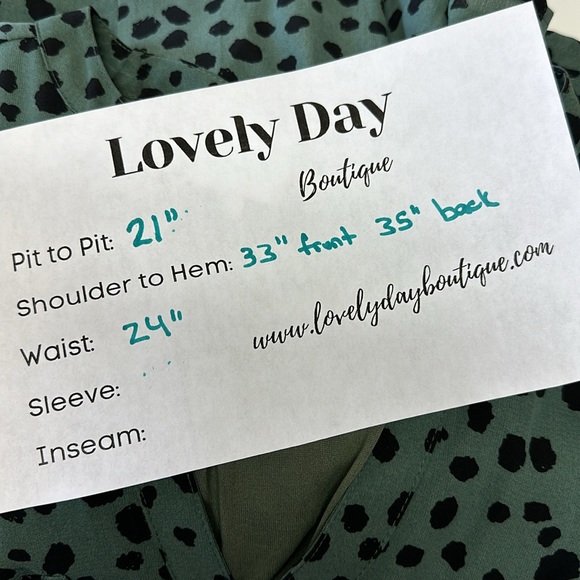 Lovely Day
Boutique
Pit to Pit: 21"
Shoulder to Hem: 33" front 35" back
Waist: 24"
www.lovelydayboutique.com
Sleeve:
Inseam: